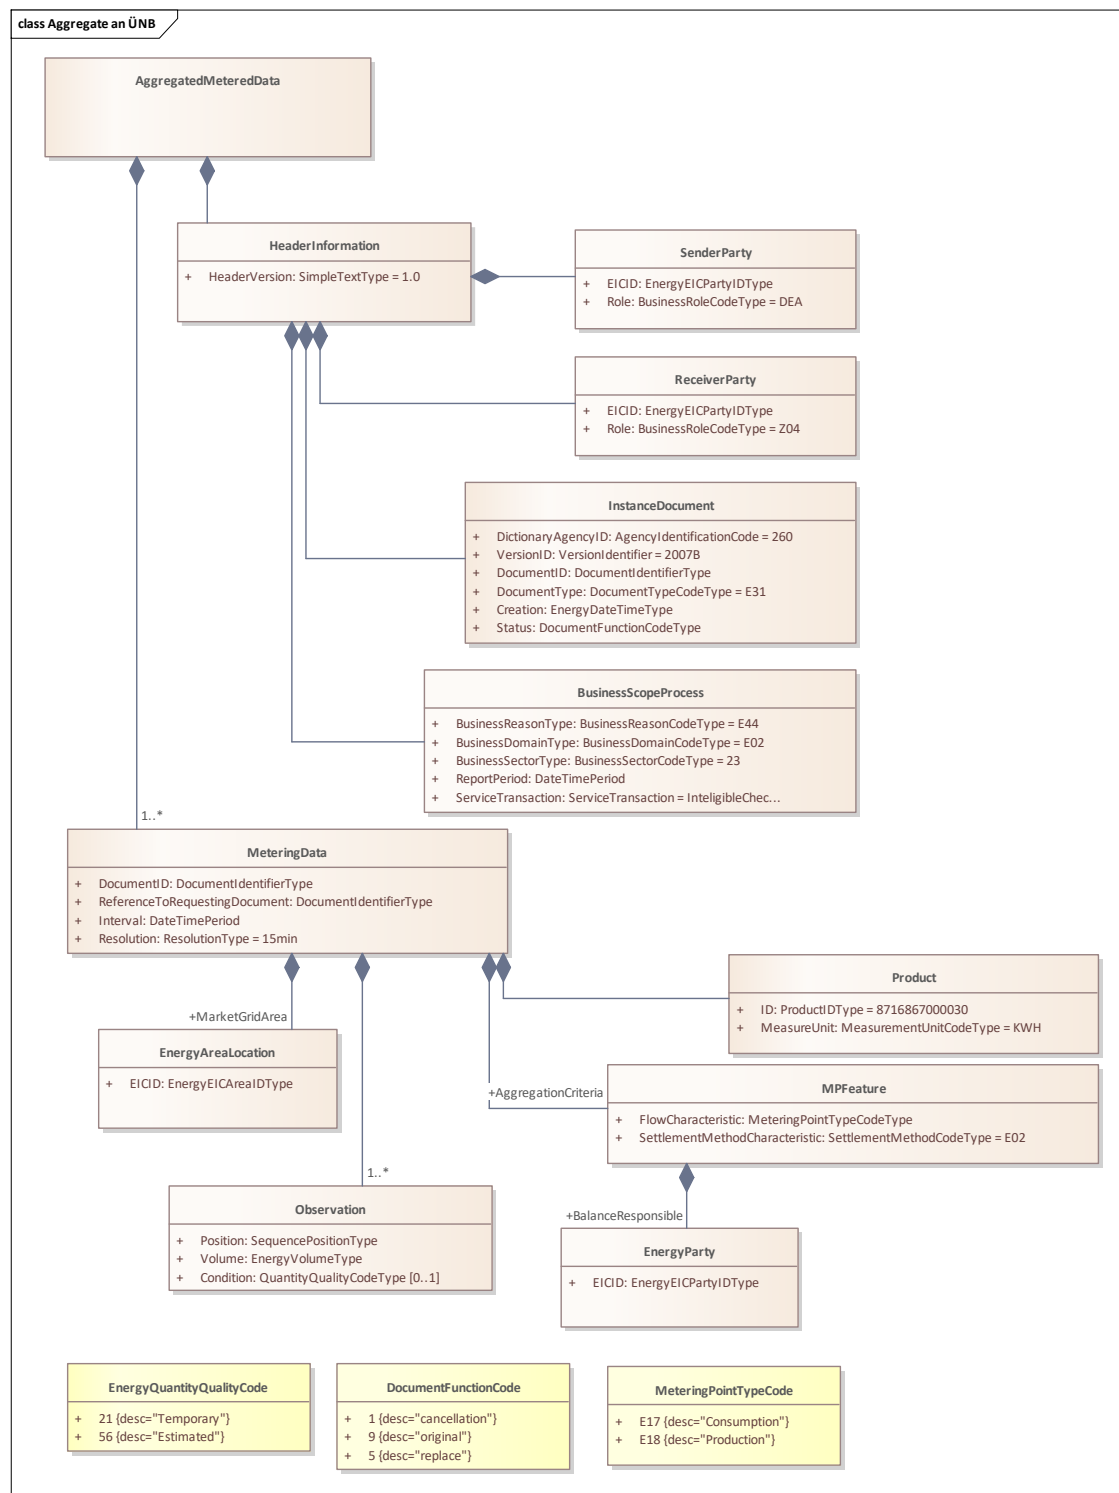 class Aggregate an ÜNB
AggregatedMeteredData
HeaderInformation
+ HeaderVersion: SimpleTextType = 1.0
SenderParty
+ EICID: EnergyEICPartyIDType
+ Role: BusinessRoleCodeType = DEA
ReceiverParty
+ EICID: EnergyEICPartyIDType
+ Role: BusinessRoleCodeType = Z04
InstanceDocument
+ DictionaryAgencyID: AgencyIdentificationCode = 260
+ VersionID: VersionIdentifier = 2007B
+ DocumentID: DocumentIdentifierType
+ DocumentType: DocumentTypeCodeType = E31
+ Creation: EnergyDateTimeType
+ Status: DocumentFunctionCodeType
BusinessScopeProcess
+ BusinessReasonType: BusinessReasonCodeType = E44
+ BusinessDomainType: BusinessDomainCodeType = E02
+ BusinessSectorType: BusinessSectorCodeType = 23
+ ReportPeriod: DateTimePeriod
+ ServiceTransaction: ServiceTransaction = InteligibleChec...
1..*
MeteringData
+ DocumentID: DocumentIdentifierType
+ ReferenceToRequestingDocument: DocumentIdentifierType
+ Interval: DateTimePeriod
+ Resolution: ResolutionType = 15min
Product
+ ID: ProductIDType = 8716867000030
+ MeasureUnit: MeasurementUnitCodeType = KWH
+MarketGridArea
EnergyAreaLocation
+ EICID: EnergyEICAreaIDType
+AggregationCriteria
MPFeature
+ FlowCharacteristic: MeteringPointTypeCodeType
+ SettlementMethodCharacteristic: SettlementMethodCodeType = E02
1..*
Observation
+ Position: SequencePositionType
+ Volume: EnergyVolumeType
+ Condition: QuantityQualityCodeType [0..1]
+BalanceResponsible
EnergyParty
+ EICID: EnergyEICPartyIDType
EnergyQuantityQualityCode
+ 21 {desc="Temporary"}
+ 56 {desc="Estimated"}
DocumentFunctionCode
+ 1 {desc="cancellation"}
+ 9 {desc="original"}
+ 5 {desc="replace"}
MeteringPointTypeCode
+ E17 {desc="Consumption"}
+ E18 {desc="Production"}